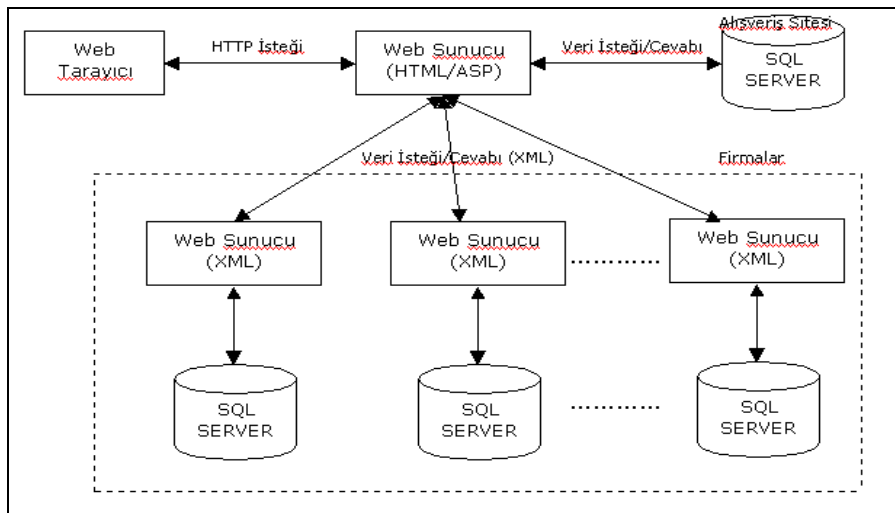 Web
Tarayıcı
HTTP İsteği
Web Sunucu
(HTML/ASP)
Veri İsteği/Cevabı
Alışveriş Sitesi
SQL
SERVER
Veri İsteği/Cevabı (XML)
Firmalar
Web Sunucu
(XML)
Web Sunucu
(XML)
............
Web Sunucu
(XML)
SQL
SERVER
SQL
SERVER
............
SQL
SERVER